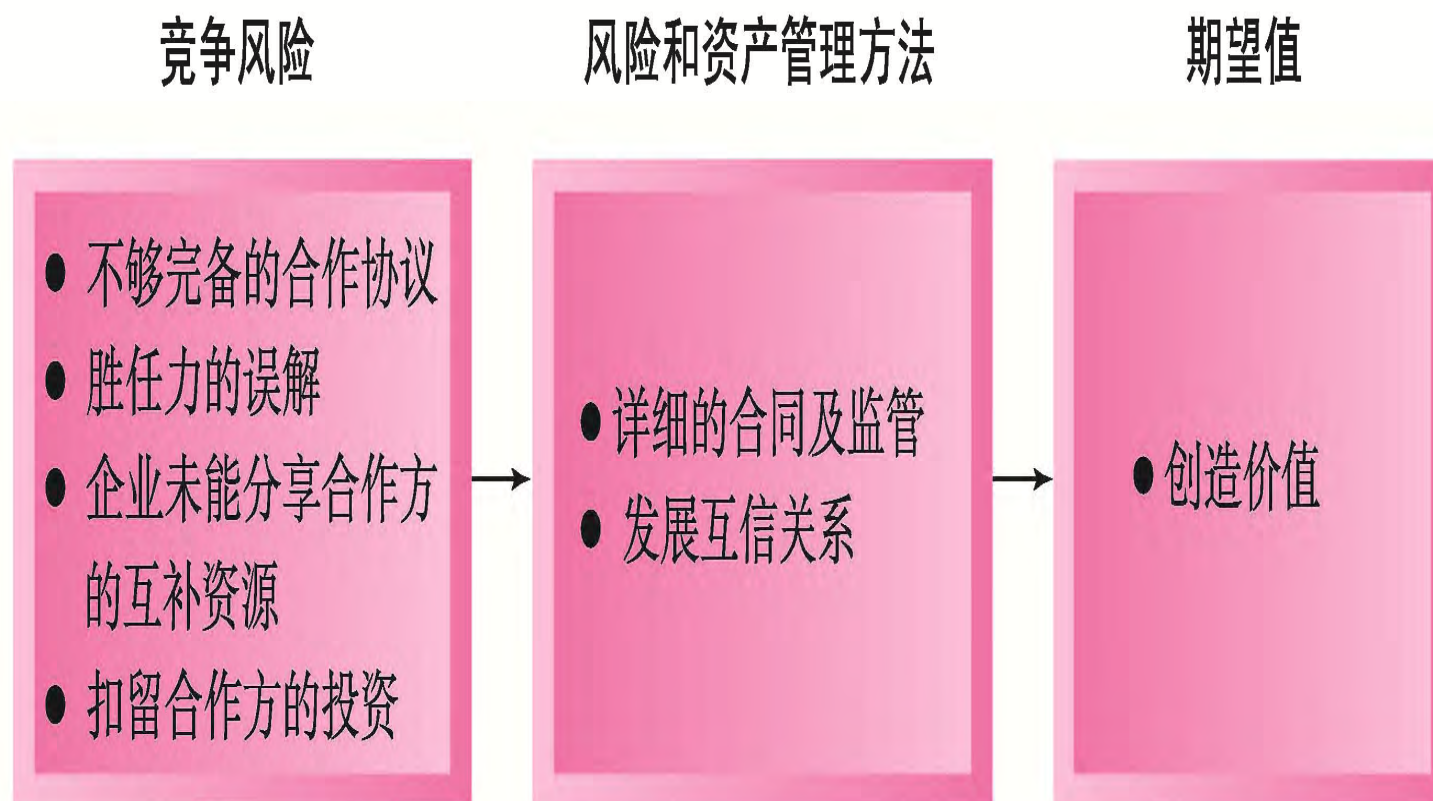 竞争风险
风险和资产管理方法
期望值
● 不够完备的合作协议
● 胜任力的误解
● 企业未能分享合作方
的互补资源
● 扣留合作方的投资
● 详细的合同及监管
● 发展互信关系
● 创造价值